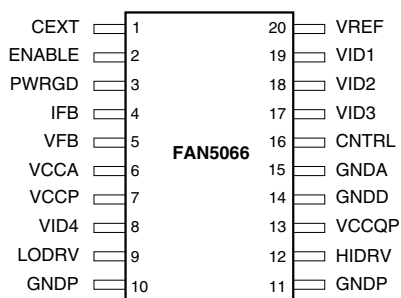 CEXT 1 20 VREF
ENABLE 2 19 VID1
PWRGD 3 18 VID2
IFB 4 17 VID3
VFB 5 16 CNTRL
FAN5066
VCCA 6 15 GNDA
VCCP 7 14 GNDD
VID4 8 13 VCCQP
LODRV 9 12 HIDRV
GNDP 10 11 GNDP